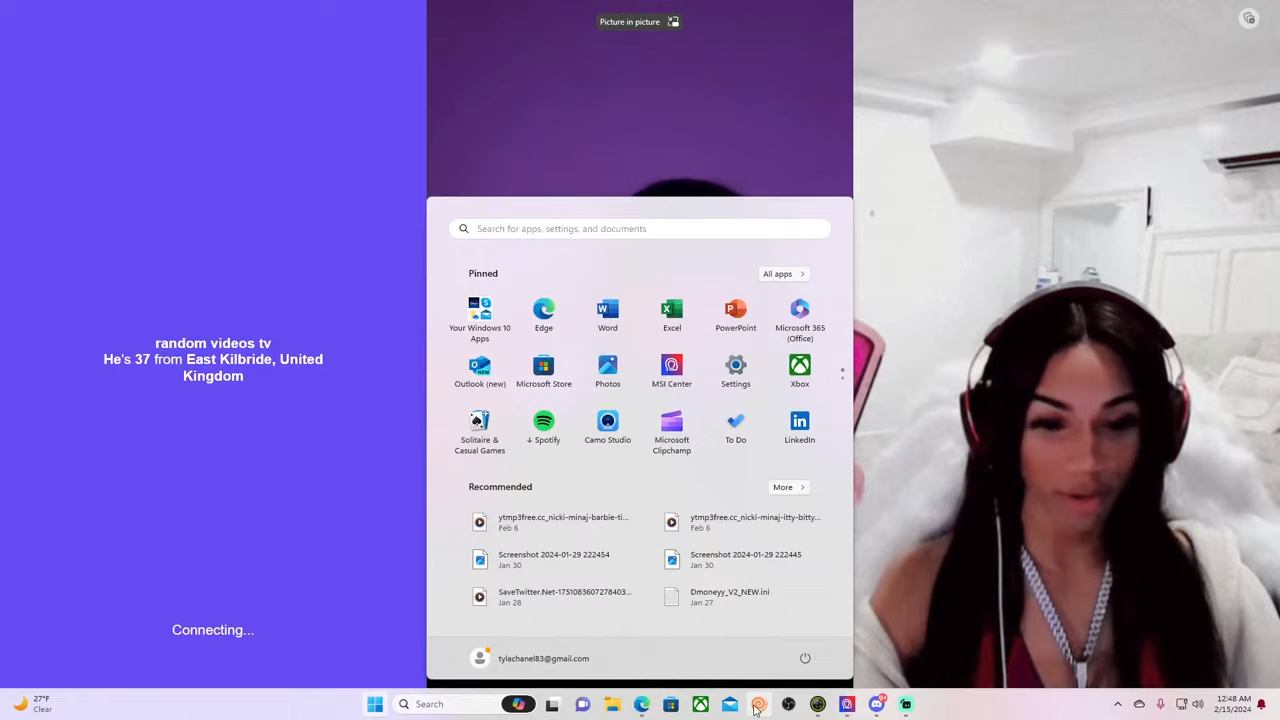 Picture in picture
random videos tv
He's 37 from East Kilbride, United
Kingdom
Connecting...
Search for apps, settings, and documents
Pinned
All apps
Your Windows 10
Apps
Edge
Word
Excel
PowerPoint
Microsoft 365
(Office)
Outlook (new)
Microsoft Store
Photos
MSI Center
Settings
Xbox
Solitaire &
Casual Games
↓ Spotify
Camo Studio
Microsoft
Clipchamp
To Do
LinkedIn
Recommended
More
ytmp3free.cc_nicki-minaj-barbie-ti...
Feb 6
ytmp3free.cc_nicki-minaj-itty-bitty...
Feb 6
Screenshot 2024-01-29 222454
Jan 30
Screenshot 2024-01-29 222445
Jan 30
SaveTwitter.Net-1751083607278403...
Jan 28
Dmoneyy_V2_NEW.ini
Jan 27
tylachanel83@gmail.com
27°F
Clear
Search
12:48 AM
2/15/2024